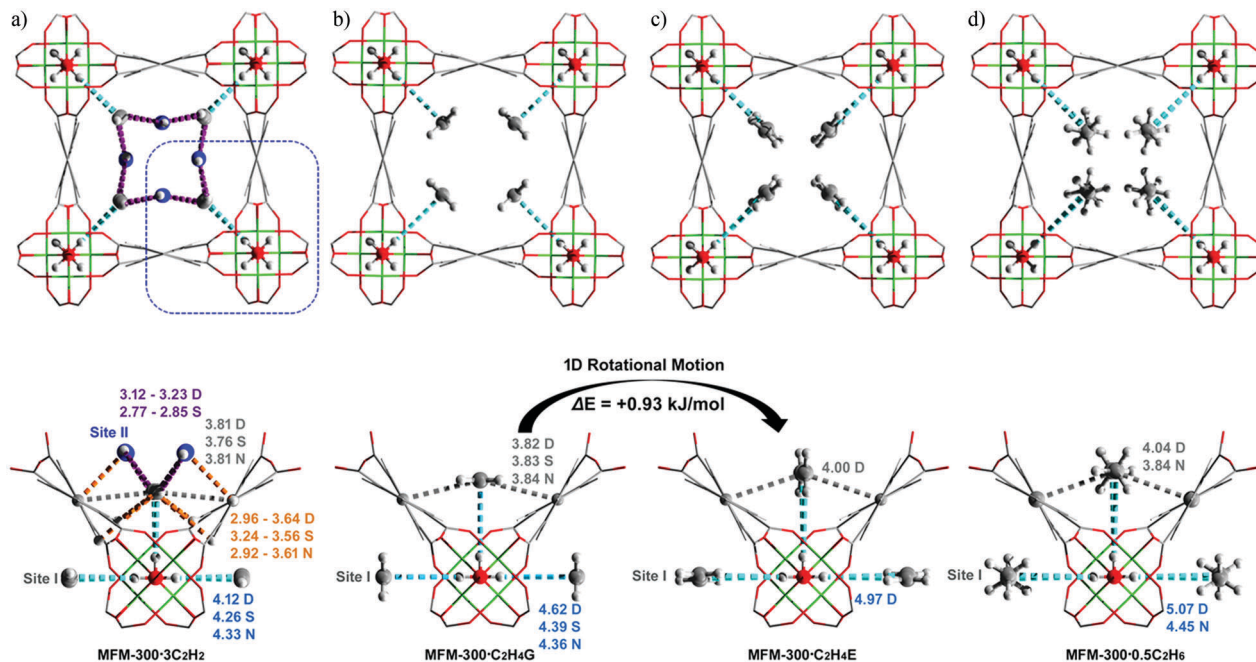 a)
b)
c)
d)
1D Rotational Motion
ΔE = +0.93 kJ/mol
3.12 - 3.23 D
2.77 - 2.85 S
Site II
3.81 D
3.76 S
3.81 N
2.96 - 3.64 D
3.24 - 3.56 S
2.92 - 3.61 N
Site I
4.12 D
4.26 S
4.33 N
MFM-300·3C₂H₂
3.82 D
3.83 S
3.84 N
Site I
4.62 D
4.39 S
4.36 N
MFM-300·C₂H₄G
4.00 D
Site I
4.97 D
MFM-300·C₂H₄E
4.04 D
3.84 N
Site I
5.07 D
4.45 N
MFM-300·0.5C₂H₆